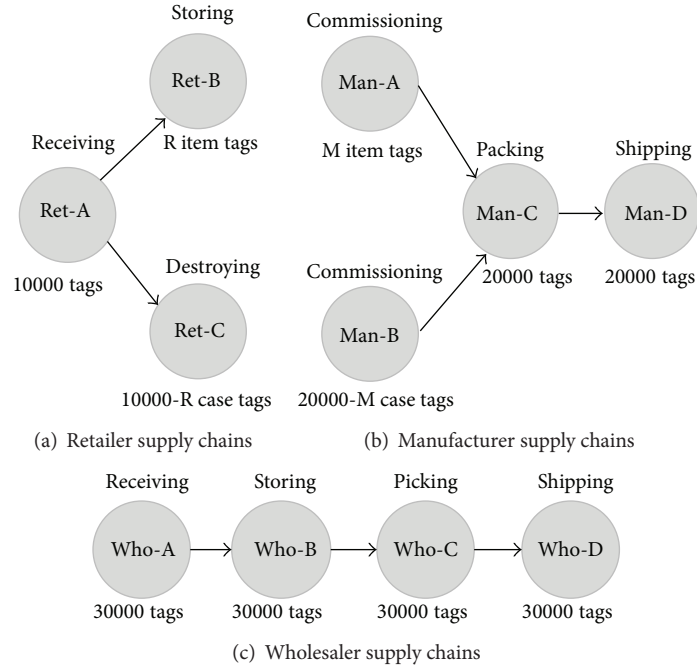 Storing
Ret-B
R item tags
Receiving
Ret-A
10000 tags
Destroying
Ret-C
10000-R case tags
(a) Retailer supply chains
Commissioning
Man-A
M item tags
Packing
Man-C
20000 tags
Shipping
Man-D
20000 tags
Commissioning
Man-B
20000-M case tags
(b) Manufacturer supply chains
Receiving
Who-A
30000 tags
Storing
Who-B
30000 tags
Picking
Who-C
30000 tags
Shipping
Who-D
30000 tags
(c) Wholesaler supply chains